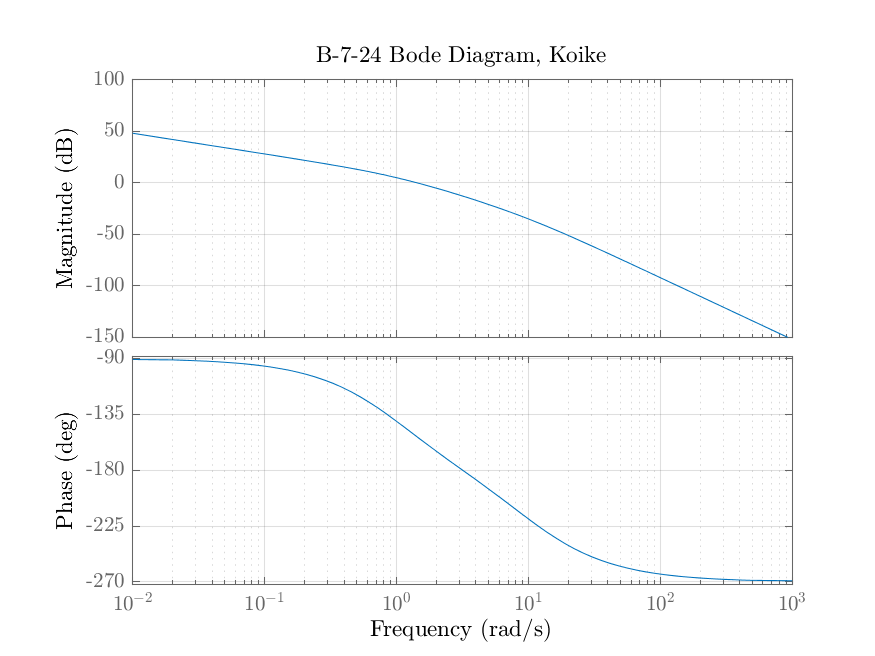 B-7-24 Bode Diagram, Koike
Magnitude (dB)
100
50
0
-50
-100
-150
Phase (deg)
-90
-135
-180
-225
-270
10^-2 10^-1 10^0 10^1 10^2 10^3
Frequency (rad/s)